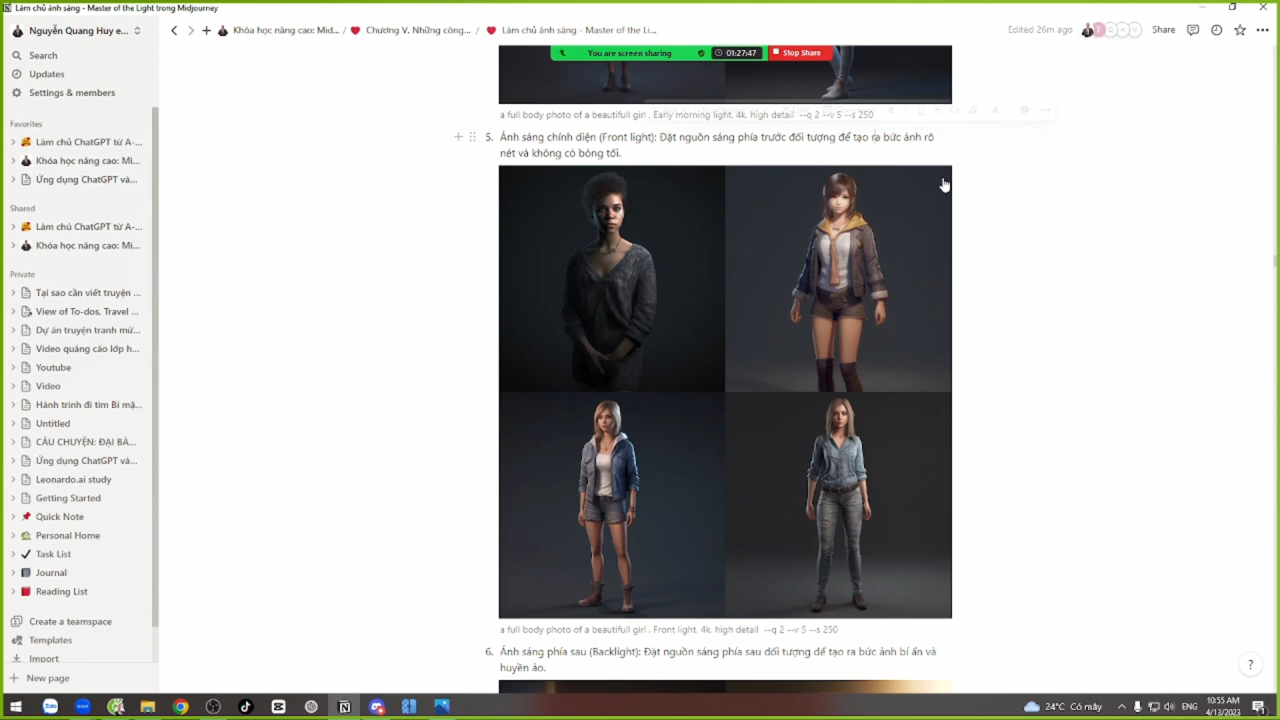 Làm chủ ánh sáng - Master of the Light trong Midjourney
Nguyễn Quang Huy e...
Khóa học nâng cao: Mid... / Chương V. Những công... / Làm chủ ánh sáng - Master of the Li...
Edited 26m ago
Share
You are screen sharing
01:27:47
Stop Share
Search
Updates
Settings & members
Favorites
Làm chủ ChatGPT từ A-...
Khóa học nâng cao: Mi...
Ứng dụng ChatGPT và...
Shared
Làm chủ ChatGPT từ A-...
Khóa học nâng cao: Mi...
Private
Tại sao cần viết truyện ...
View of To-dos, Travel ...
Dự án truyện tranh mù...
Video quảng cáo lớp h...
Youtube
Video
Hành trình đi tìm Bí mậ...
Untitled
CÂU CHUYỆN: ĐẠI BÀ...
Ứng dụng ChatGPT và...
Leonardo.ai study
Getting Started
Quick Note
Personal Home
Task List
Journal
Reading List
Create a teamspace
Templates
Import
New page
a full body photo of a beautifull girl . Early morning light, 4k, high detail --q 2 --v 5 --s 250
5. Ánh sáng chính diện (Front light): Đặt nguồn sáng phía trước đối tượng để tạo ra bức ảnh rõ
nét và không có bóng tối.
a full body photo of a beautifull girl . Front light, 4k, high detail --q 2 --v 5 --s 250
6. Ánh sáng phía sau (Backlight): Đặt nguồn sáng phía sau đối tượng để tạo ra bức ảnh bí ẩn và
huyền ảo.
?
Zalo
zoom
24°C Có mây
ENG
10:55 AM
4/13/2023